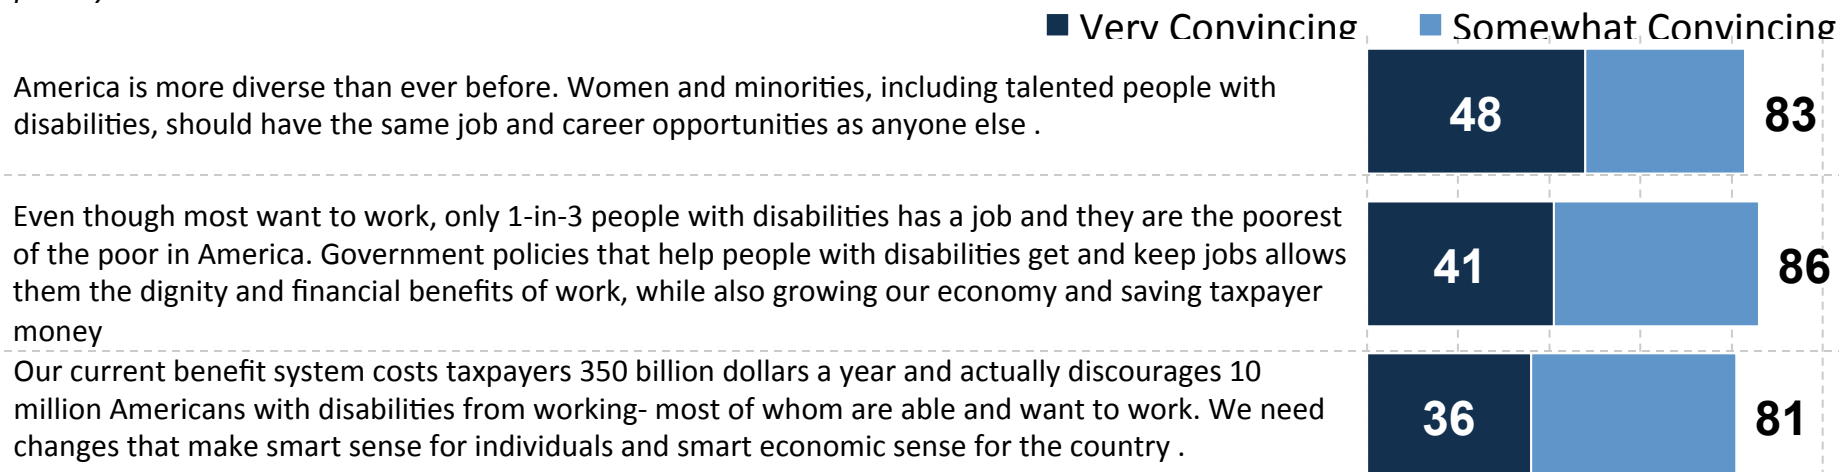 Very Convincing Somewhat Convincing
America is more diverse than ever before. Women and minorities, including talented people with
disabilities, should have the same job and career opportunities as anyone else .
48 83
Even though most want to work, only 1-in-3 people with disabilities has a job and they are the poorest
of the poor in America. Government policies that help people with disabilities get and keep jobs allows
them the dignity and financial benefits of work, while also growing our economy and saving taxpayer
money
41 86
Our current benefit system costs taxpayers 350 billion dollars a year and actually discourages 10
million Americans with disabilities from working- most of whom are able and want to work. We need
changes that make smart sense for individuals and smart economic sense for the country .
36 81